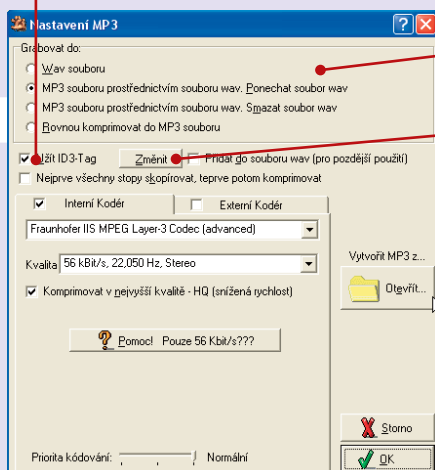 Nastavení MP3
Grabovat do:
Wav souboru
MP3 souboru prostřednictvím souboru wav. Ponechat soubor wav
MP3 souboru prostřednictvím souboru wav. Smazat soubor wav
Rovnou komprimovat do MP3 souboru
Užít ID3-Tag Změnit Přidat do souboru wav (pro pozdější použití)
Nejprve všechny stopy skopírovat, teprve potom komprimovat
Interní Kodér Externí Kodér
Fraunhofer IIS MPEG Layer-3 Codec (advanced)
Kvalita 56 kBit/s, 22,050 Hz, Stereo
Komprimovat v nejvyšší kvalitě - HQ (snížená rychlost)
Pomoc! Pouze 56 Kbit/s???
Priorita kódování: Normální
Vytvořit MP3 z...
Otevřít...
Storno
OK